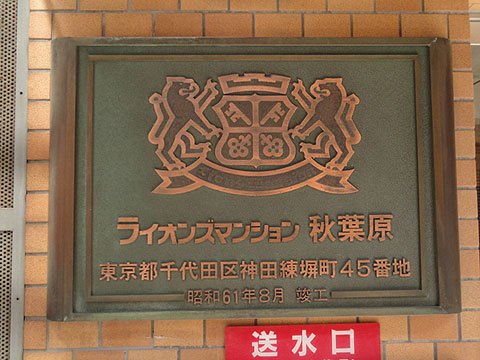 ライオンズマンション 秋葉原
東京都千代田区神田練塀町45番地
昭和61年8月 竣工
送水口